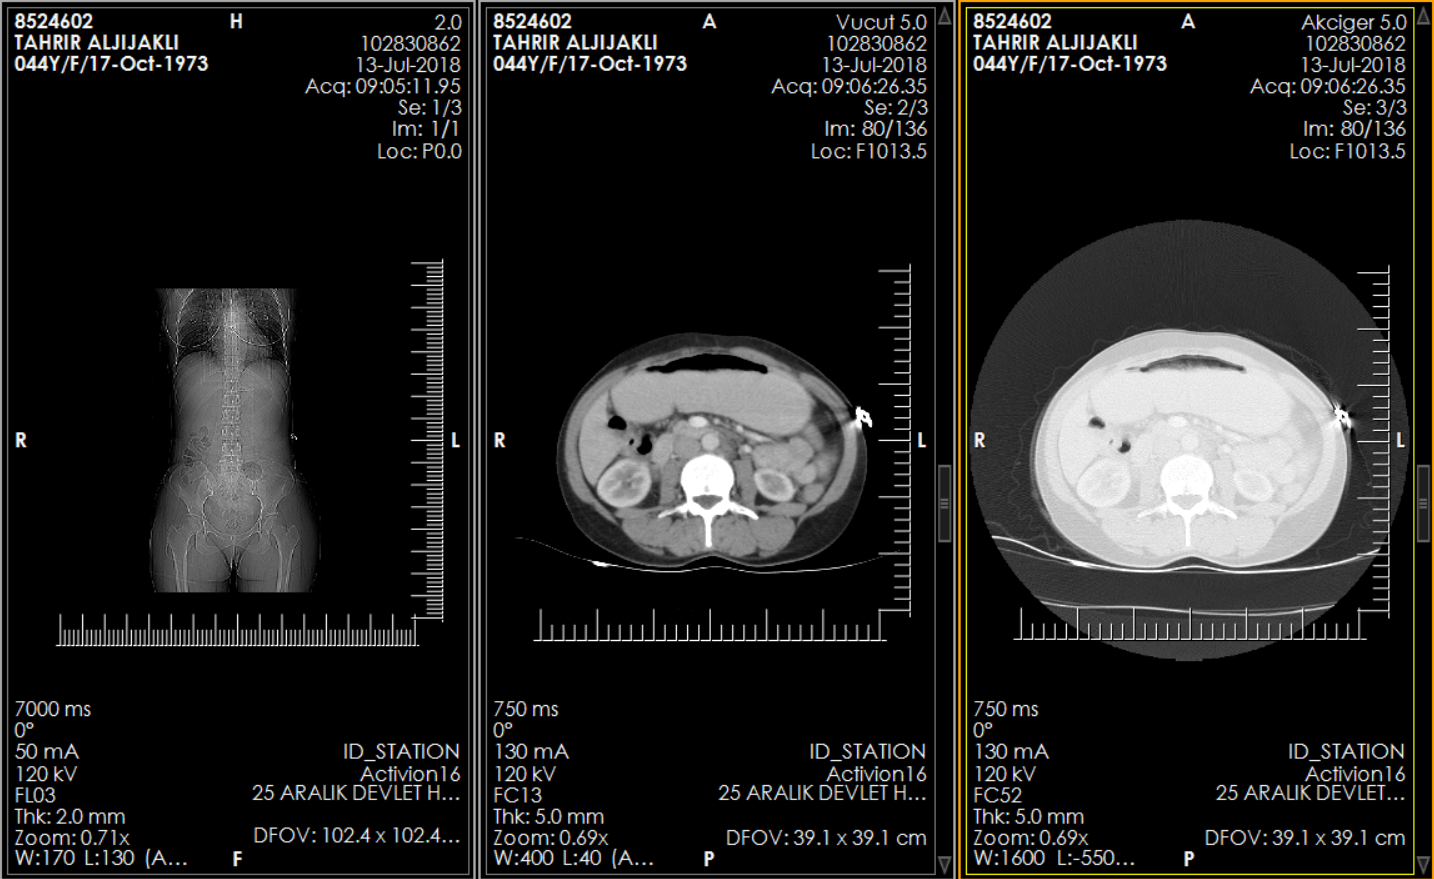 8524602 H 2.0
TAHRIR ALJIJAKLI 102830862
044Y/F/17-Oct-1973 13-Jul-2018
Acq: 09:05:11.95
Se: 1/3
Im: 1/1
Loc: P0.0
R L
7000 ms
0°
50 mA ID_STATION
120 kV Activion16
FL03 25 ARALIK DEVLET H...
Thk: 2.0 mm
Zoom: 0.71x DFOV: 102.4 x 102.4...
W:170 L:130 (A... F
8524602 A Vucut 5.0
TAHRIR ALJIJAKLI 102830862
044Y/F/17-Oct-1973 13-Jul-2018
Acq: 09:06:26.35
Se: 2/3
Im: 80/136
Loc: F1013.5
R L
750 ms
0°
130 mA ID_STATION
120 kV Activion16
FC13 25 ARALIK DEVLET H...
Thk: 5.0 mm
Zoom: 0.69x DFOV: 39.1 x 39.1 cm
W:400 L:40 (A... P
8524602 A Akciger 5.0
TAHRIR ALJIJAKLI 102830862
044Y/F/17-Oct-1973 13-Jul-2018
Acq: 09:06:26.35
Se: 3/3
Im: 80/136
Loc: F1013.5
R L
750 ms
0°
130 mA ID_STATION
120 kV Activion16
FC52 25 ARALIK DEVLET...
Thk: 5.0 mm
Zoom: 0.69x DFOV: 39.1 x 39.1 cm
W:1600 L:-550... P